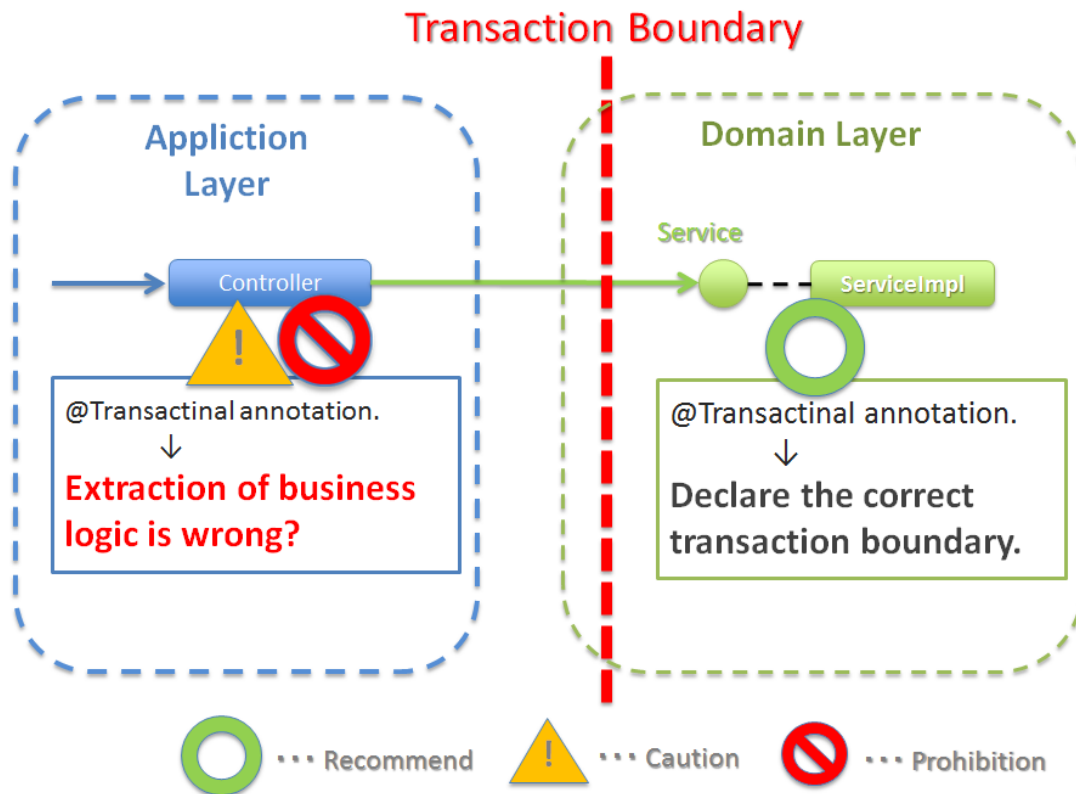 Transaction Boundary
Appliction
Layer
Domain Layer
Service
Controller
ServiceImpl
!
@Transactinal annotation.
↓
Extraction of business
logic is wrong?
@Transactinal annotation.
↓
Declare the correct
transaction boundary.
··· Recommend
! ··· Caution
··· Prohibition